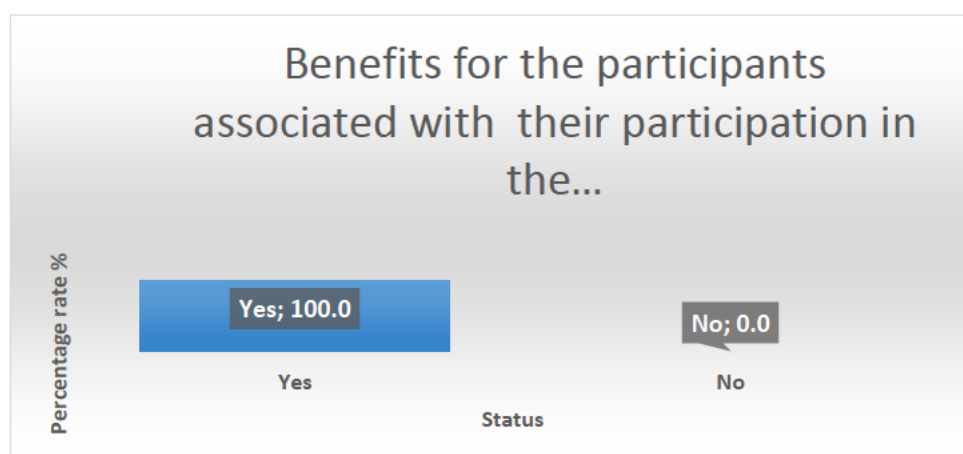 Benefits for the participants
associated with  their participation in
the...
Percentage rate %
Yes; 100.0
No; 0.0
Yes
No
Status